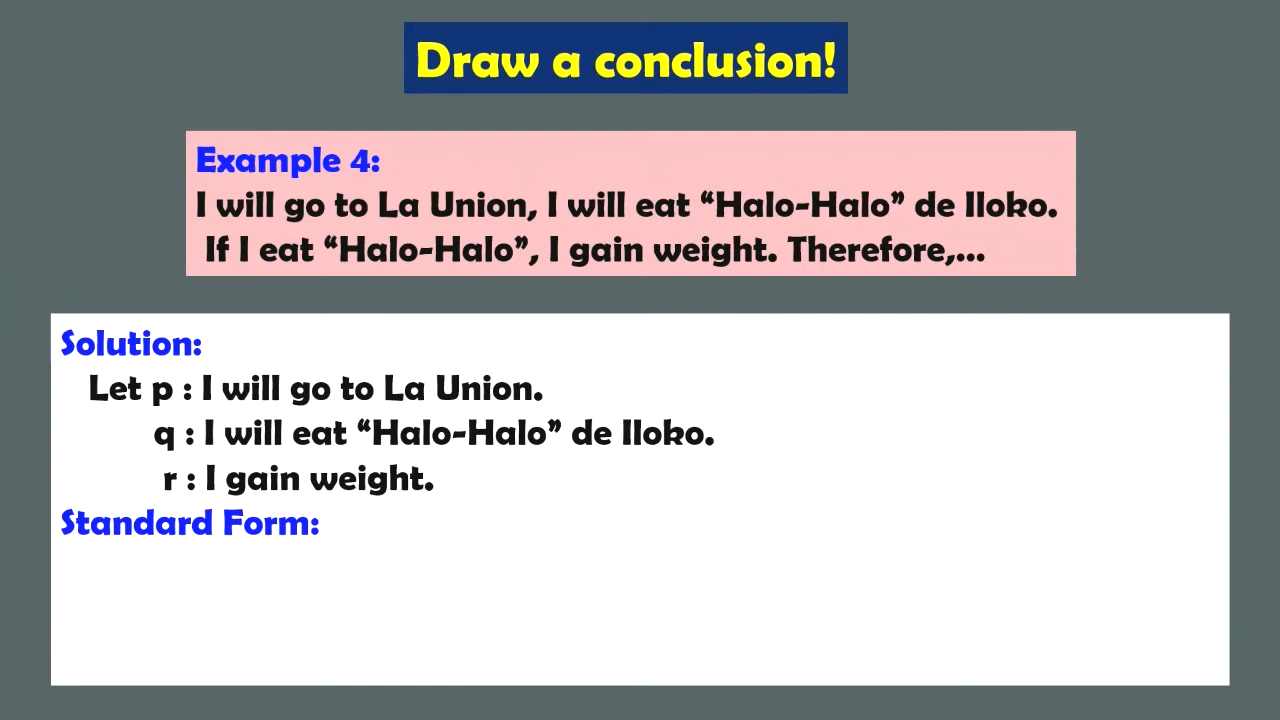 Draw a conclusion!
Example 4:
I will go to La Union, I will eat “Halo-Halo” de Iloko.
If I eat “Halo-Halo”, I gain weight. Therefore,...
Solution:
Let p : I will go to La Union.
q : I will eat “Halo-Halo” de Iloko.
r : I gain weight.
Standard Form: